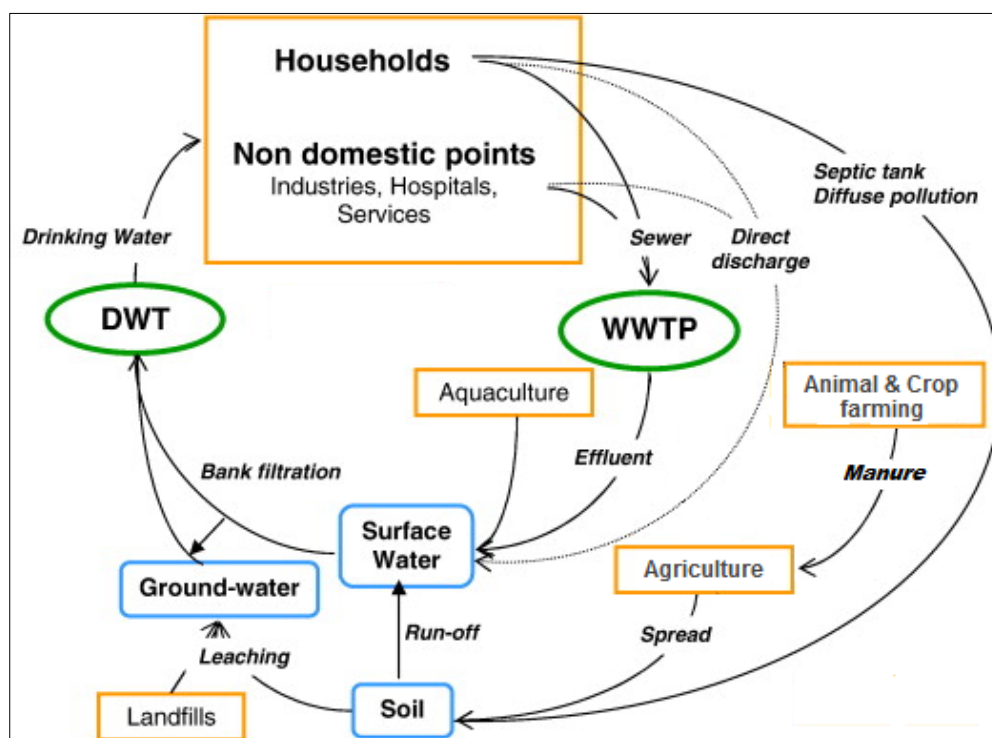 Households
Non domestic points
Industries, Hospitals,
Services
Septic tank
Diffuse pollution
Drinking Water
Sewer
Direct
discharge
DWT
WWTP
Aquaculture
Animal & Crop
farming
Bank filtration
Effluent
Manure
Surface
Water
Ground-water
Agriculture
Run-off
Spread
Leaching
Landfills
Soil